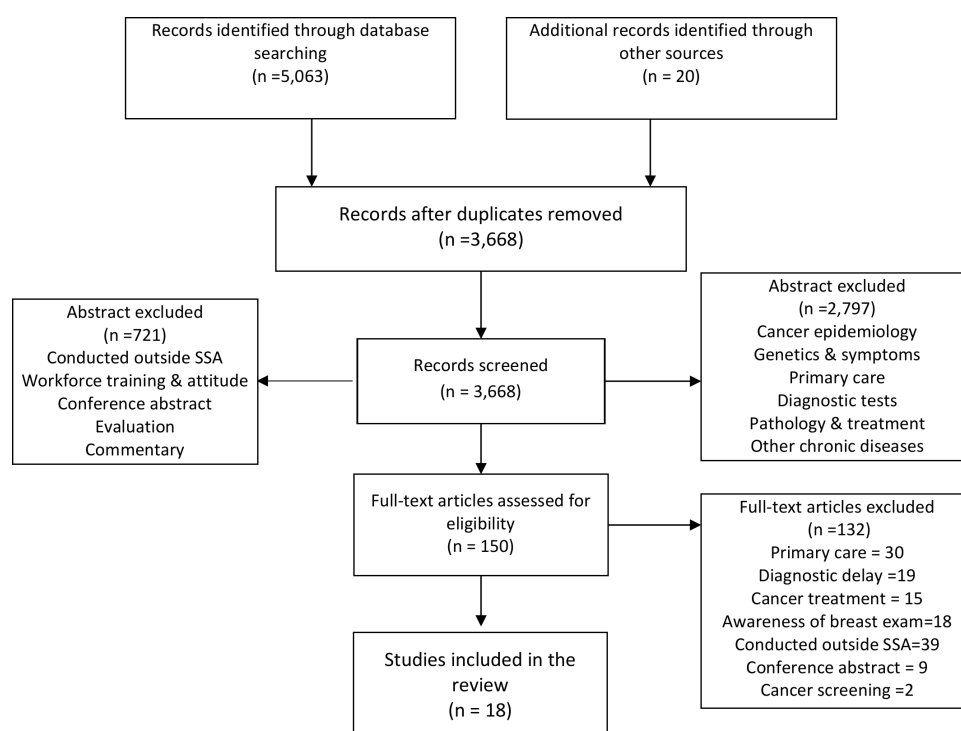 Records identified through database
searching
(n =5,063)
Additional records identified through
other sources
(n = 20)
Records after duplicates removed
(n =3,668)
Abstract excluded
(n =721)
Conducted outside SSA
Workforce training & attitude
Conference abstract
Evaluation
Commentary
Records screened
(n = 3,668)
Abstract excluded
(n =2,797)
Cancer epidemiology
Genetics & symptoms
Primary care
Diagnostic tests
Pathology & treatment
Other chronic diseases
Full-text articles assessed for
eligibility
(n = 150)
Full-text articles excluded
(n =132)
Primary care = 30
Diagnostic delay =19
Cancer treatment = 15
Awareness of breast exam=18
Conducted outside SSA=39
Conference abstract = 9
Cancer screening =2
Studies included in the
review
(n = 18)